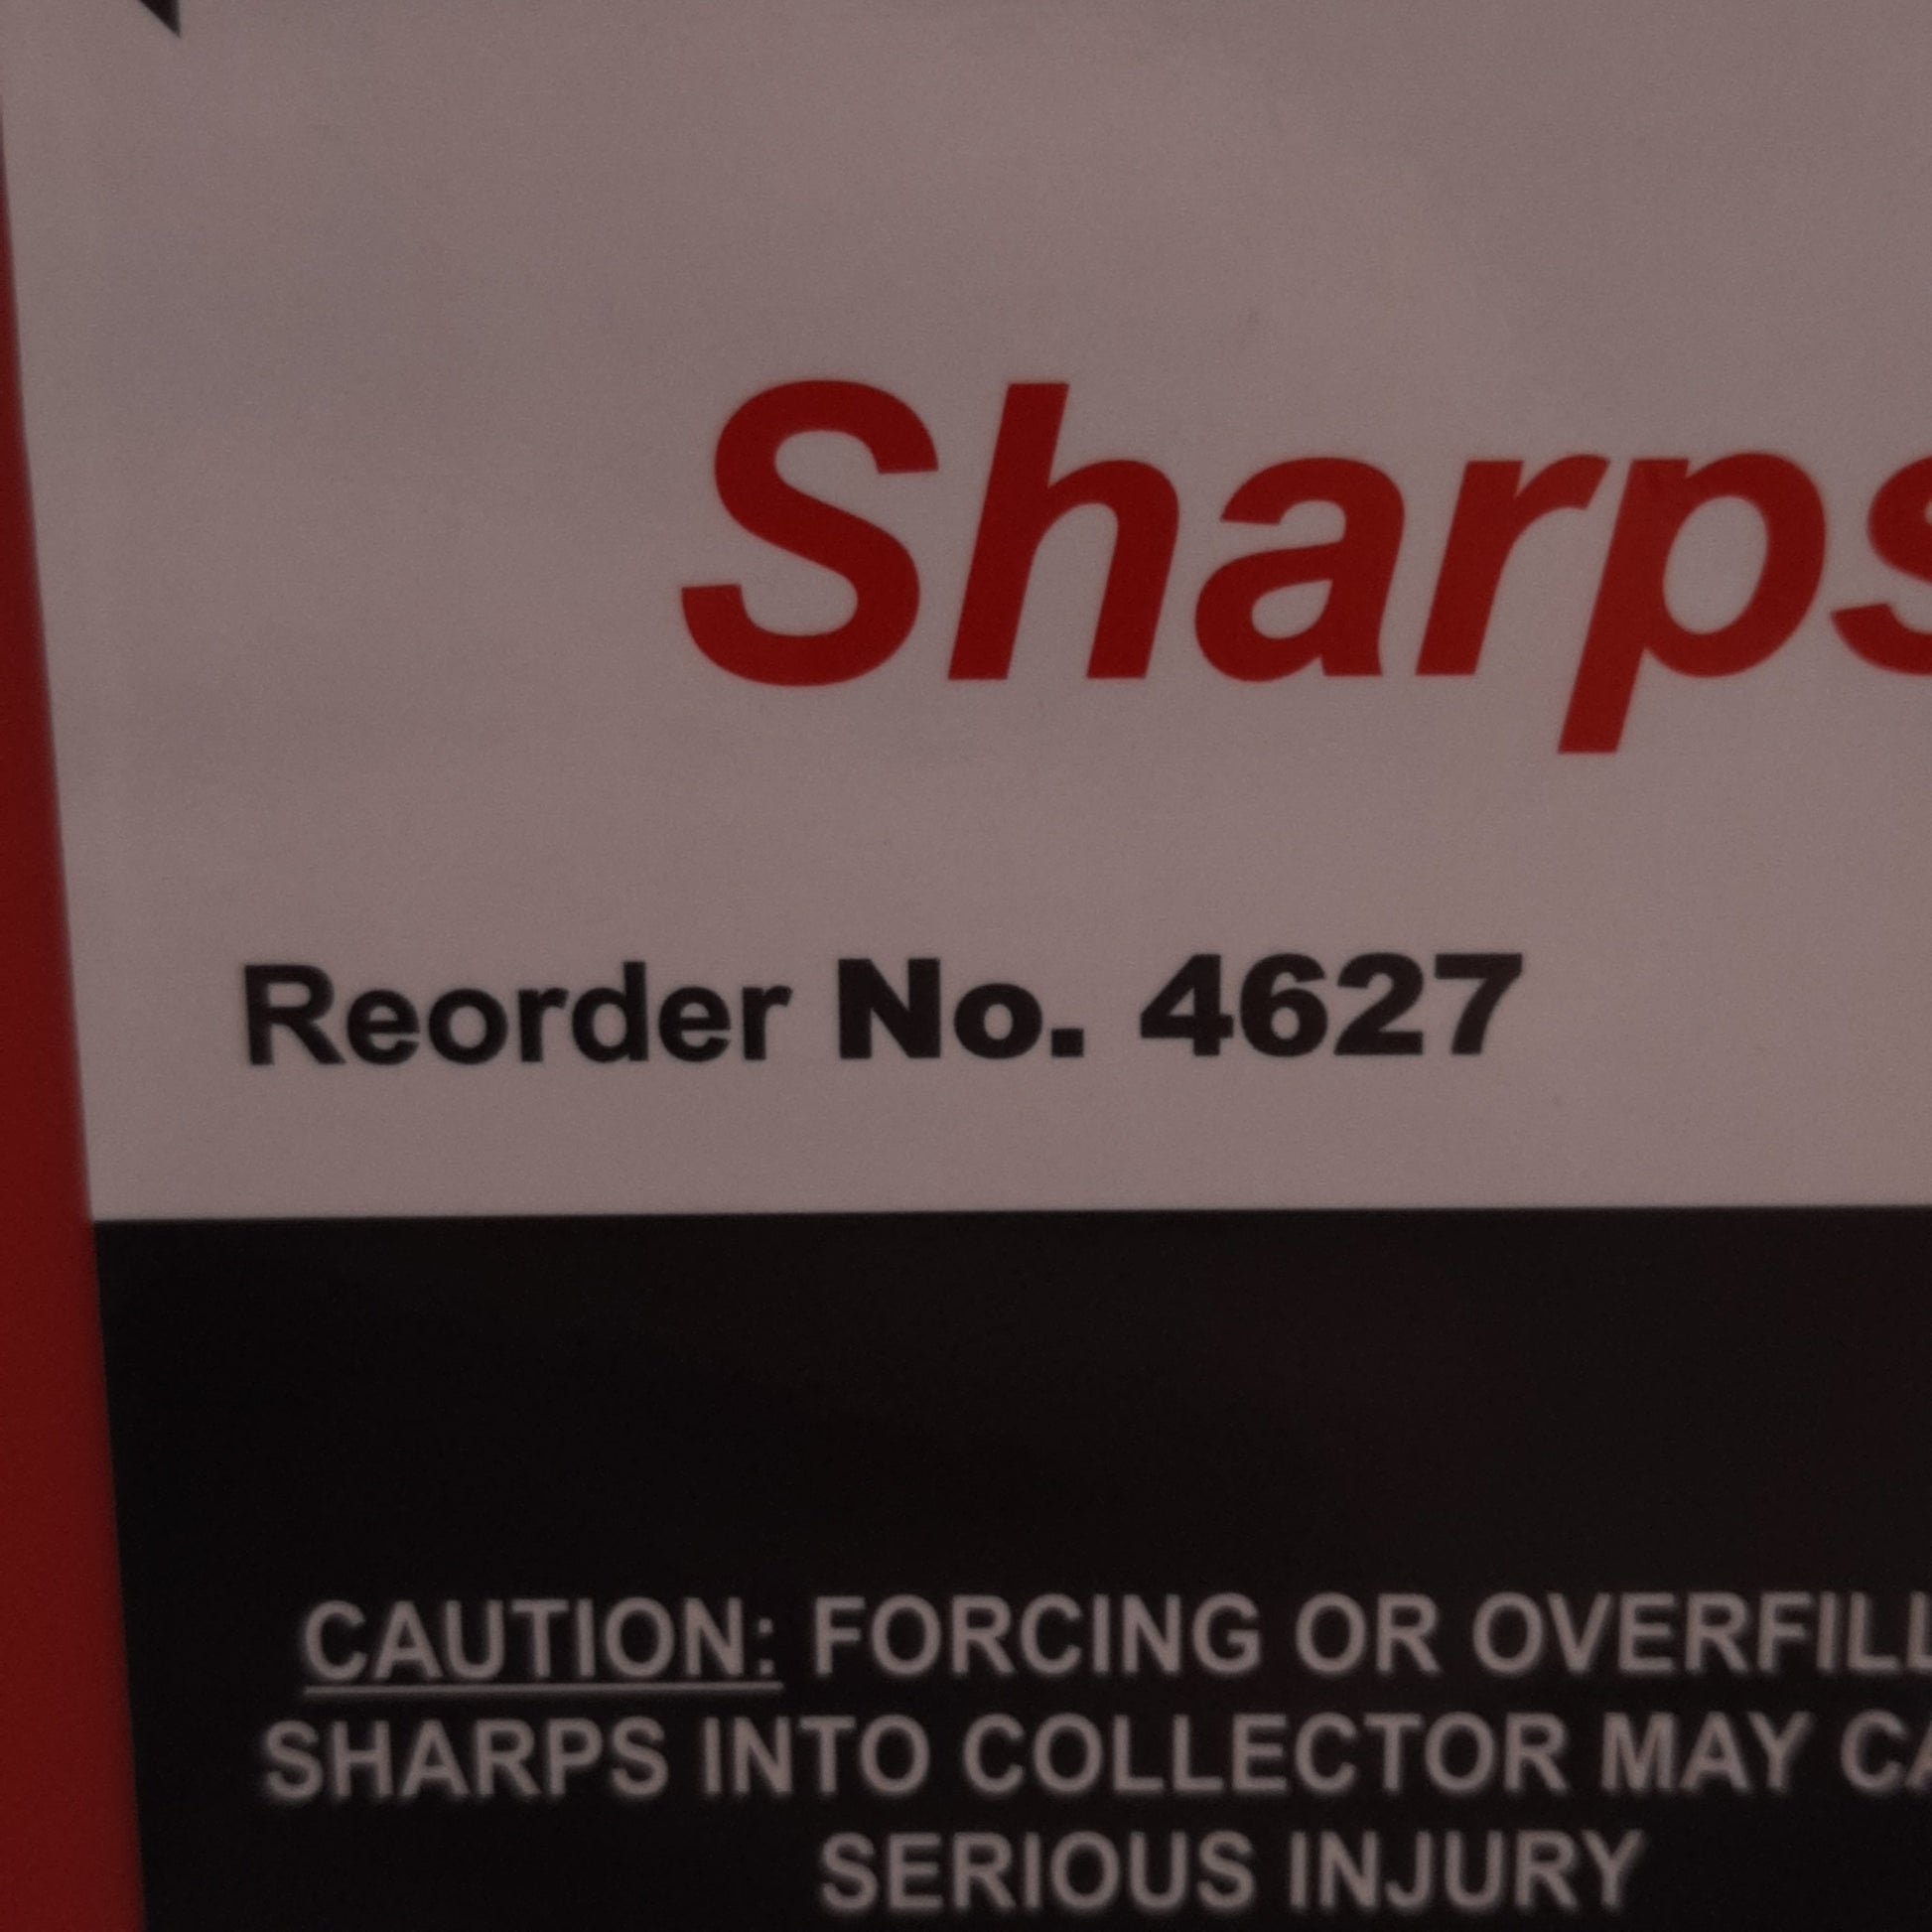 Sharps
Reorder No. 4627
CAUTION: FORCING OR OVERFILL
SHARPS INTO COLLECTOR MAY CA
SERIOUS INJURY